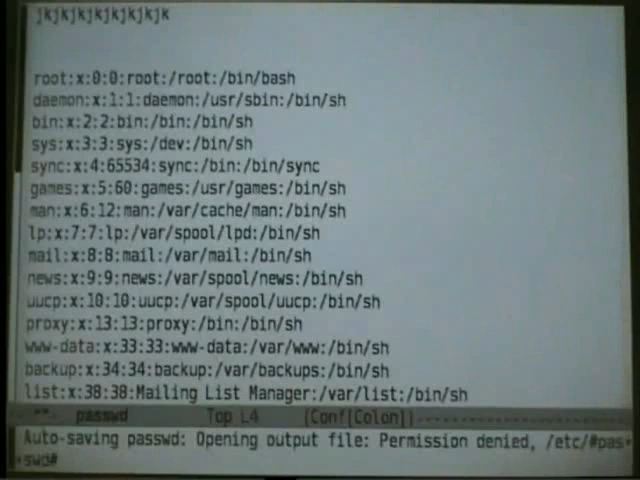 jkjkjkjkjkjkjkjk
root:x:0:0:root:/root:/bin/bash
daemon:x:1:1:daemon:/usr/sbin:/bin/sh
bin:x:2:2:bin:/bin:/bin/sh
sys:x:3:3:sys:/dev:/bin/sh
sync:x:4:65534:sync:/bin:/bin/sync
games:x:5:60:games:/usr/games:/bin/sh
man:x:6:12:man:/var/cache/man:/bin/sh
lp:x:7:7:lp:/var/spool/lpd:/bin/sh
mail:x:8:8:mail:/var/mail:/bin/sh
news:x:9:9:news:/var/spool/news:/bin/sh
uucp:x:10:10:uucp:/var/spool/uucp:/bin/sh
proxy:x:13:13:proxy:/bin:/bin/sh
www-data:x:33:33:www-data:/var/www:/bin/sh
backup:x:34:34:backup:/var/backups:/bin/sh
list:x:38:38:Mailing List Manager:/var/list:/bin/sh
-:**- passwd Top L4 (Conf[Colon])----------------
Auto-saving passwd: Opening output file: Permission denied, /etc/#pas
swd#